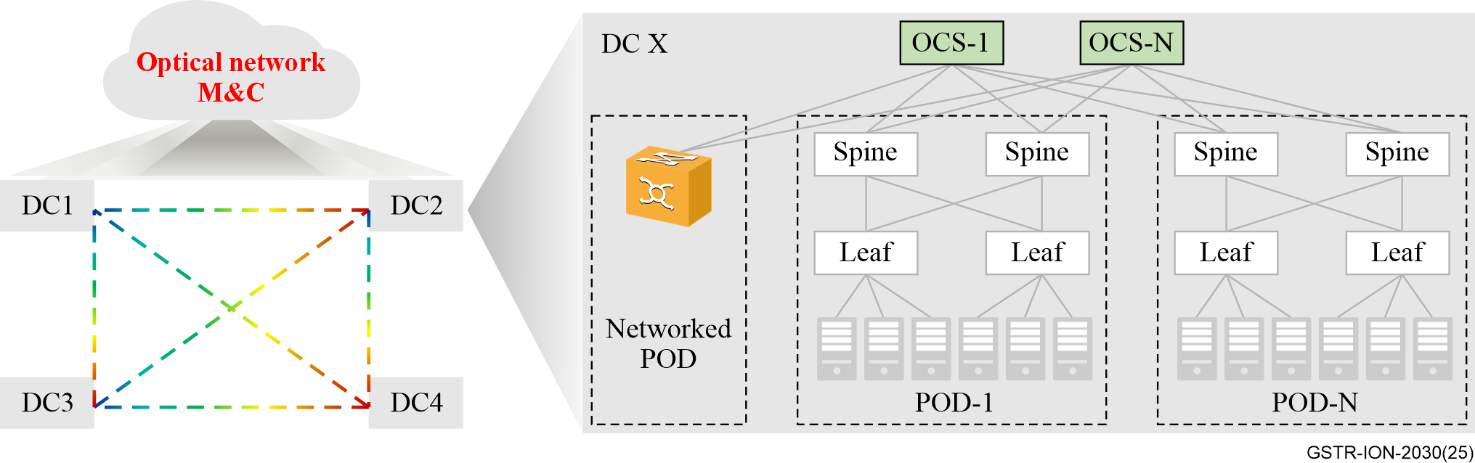 Optical network
M&C
DC1
DC2
DC3
DC4
DC X
OCS-1
OCS-N
Networked
POD
Spine
Spine
Leaf
Leaf
POD-1
Spine
Spine
Leaf
Leaf
POD-N
GSTR-ION-2030(25)